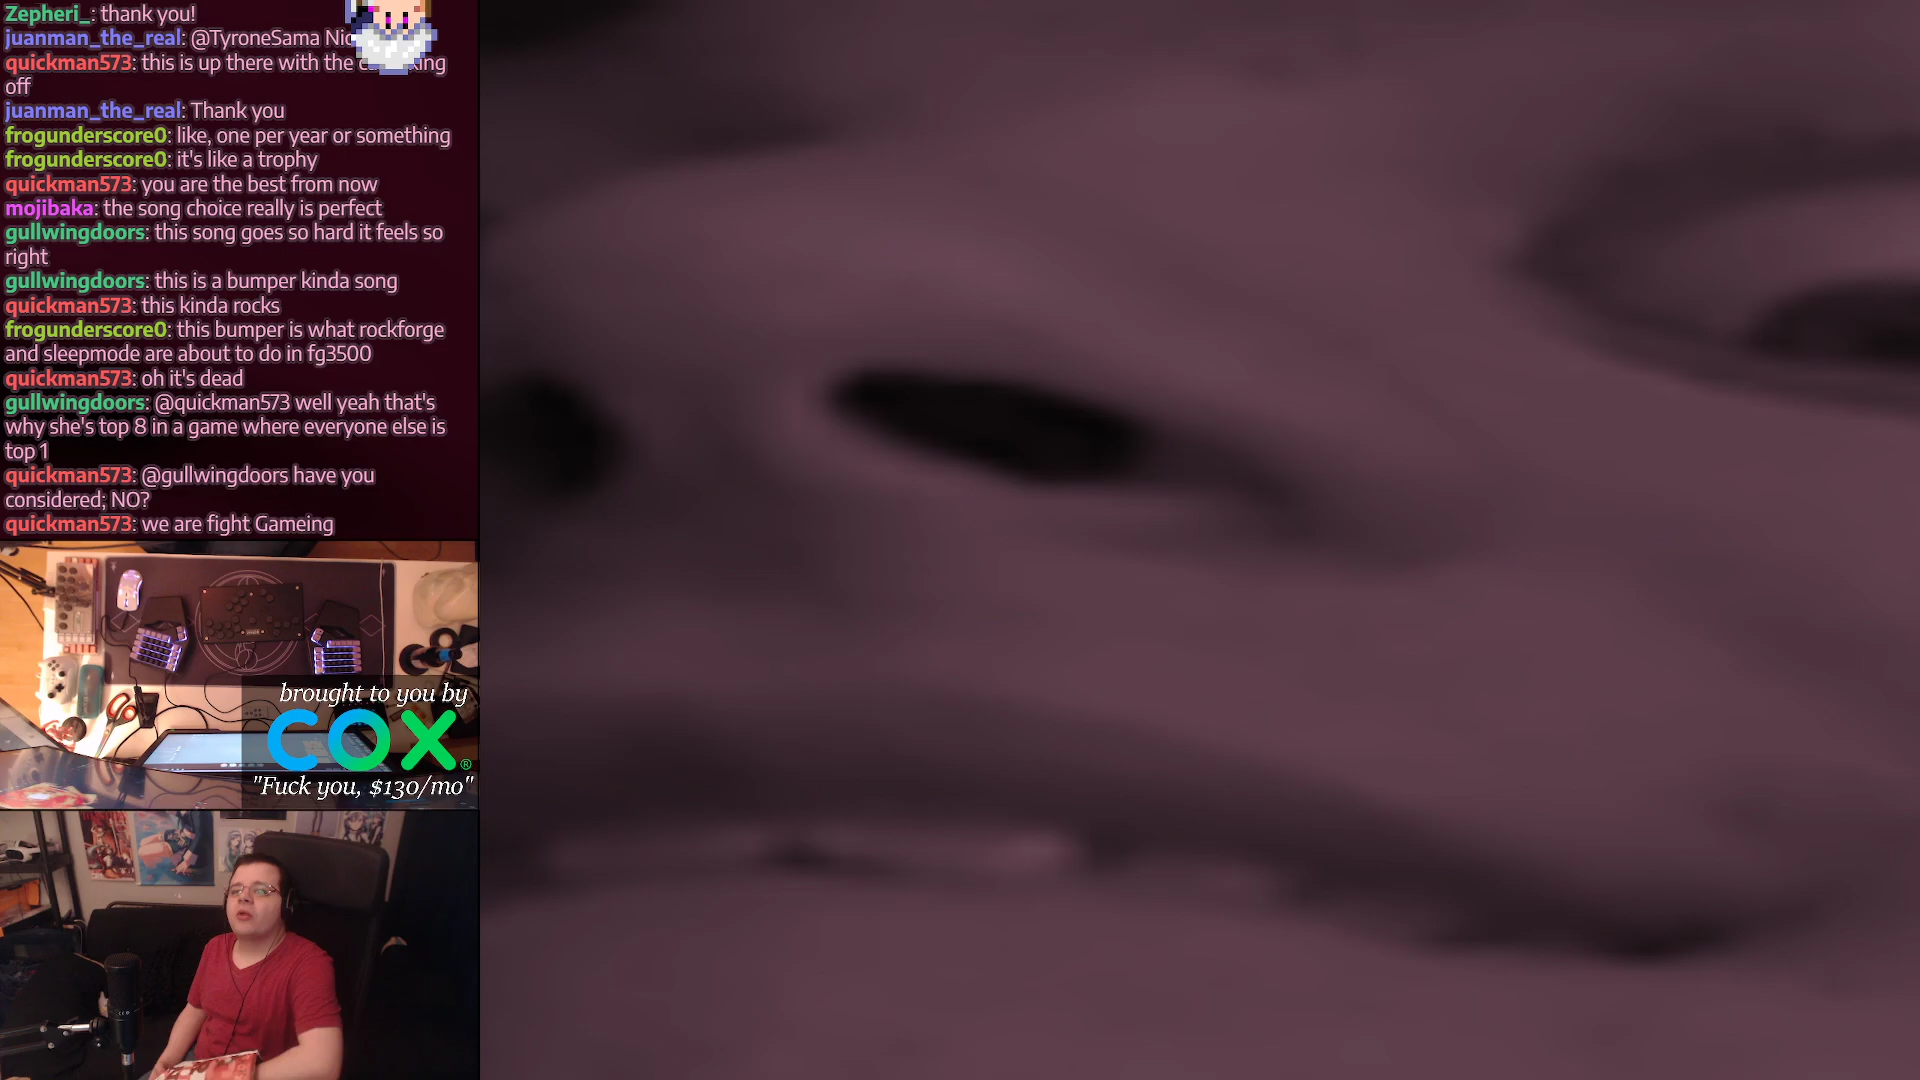 Zepheri_: thank you!
juanman_the_real: @TyroneSama
quickman573: this is up there with the
off
juanman_the_real: Thank you
frogunderscore0: like, one per year or something
frogunderscore0: it's like a trophy
quickman573: you are the best from now
mojibaka: the song choice really is perfect
gullwingdoors: this song goes so hard it feels so
right
gullwingdoors: this is a bumper kinda song
quickman573: this kinda rocks
frogunderscore0: this bumper is what rockforge
and sleepmode are about to do in fg3500
quickman573: oh it's dead
gullwingdoors: @quickman573 well yeah that's
why she's top 8 in a game where everyone else is
top 1
quickman573: @gullwingdoors have you
considered; NO?
quickman573: we are fight Gameing
brought to you by
COX®
"Fuck you, $130/mo"